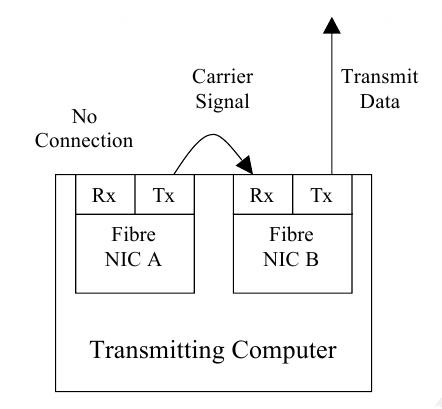 Carrier
Signal
Transmit
Data
No
Connection
Rx
Tx
Rx
Tx
Fibre
NIC A
Fibre
NIC B
Transmitting Computer